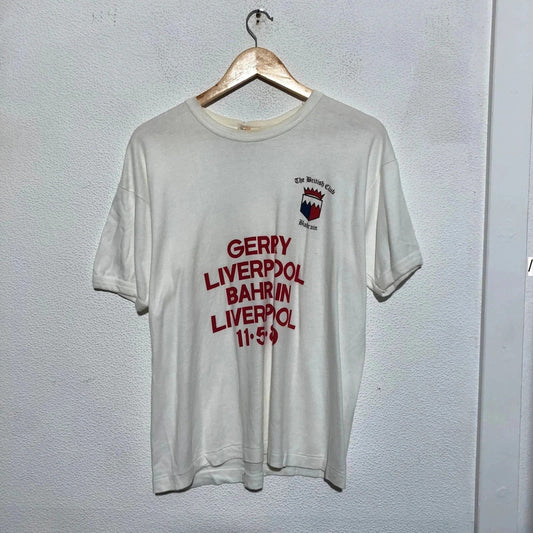 The British Club
Bahrain
GERRY
LIVERPOOL
BAHRAIN
LIVERPOOL
11·5